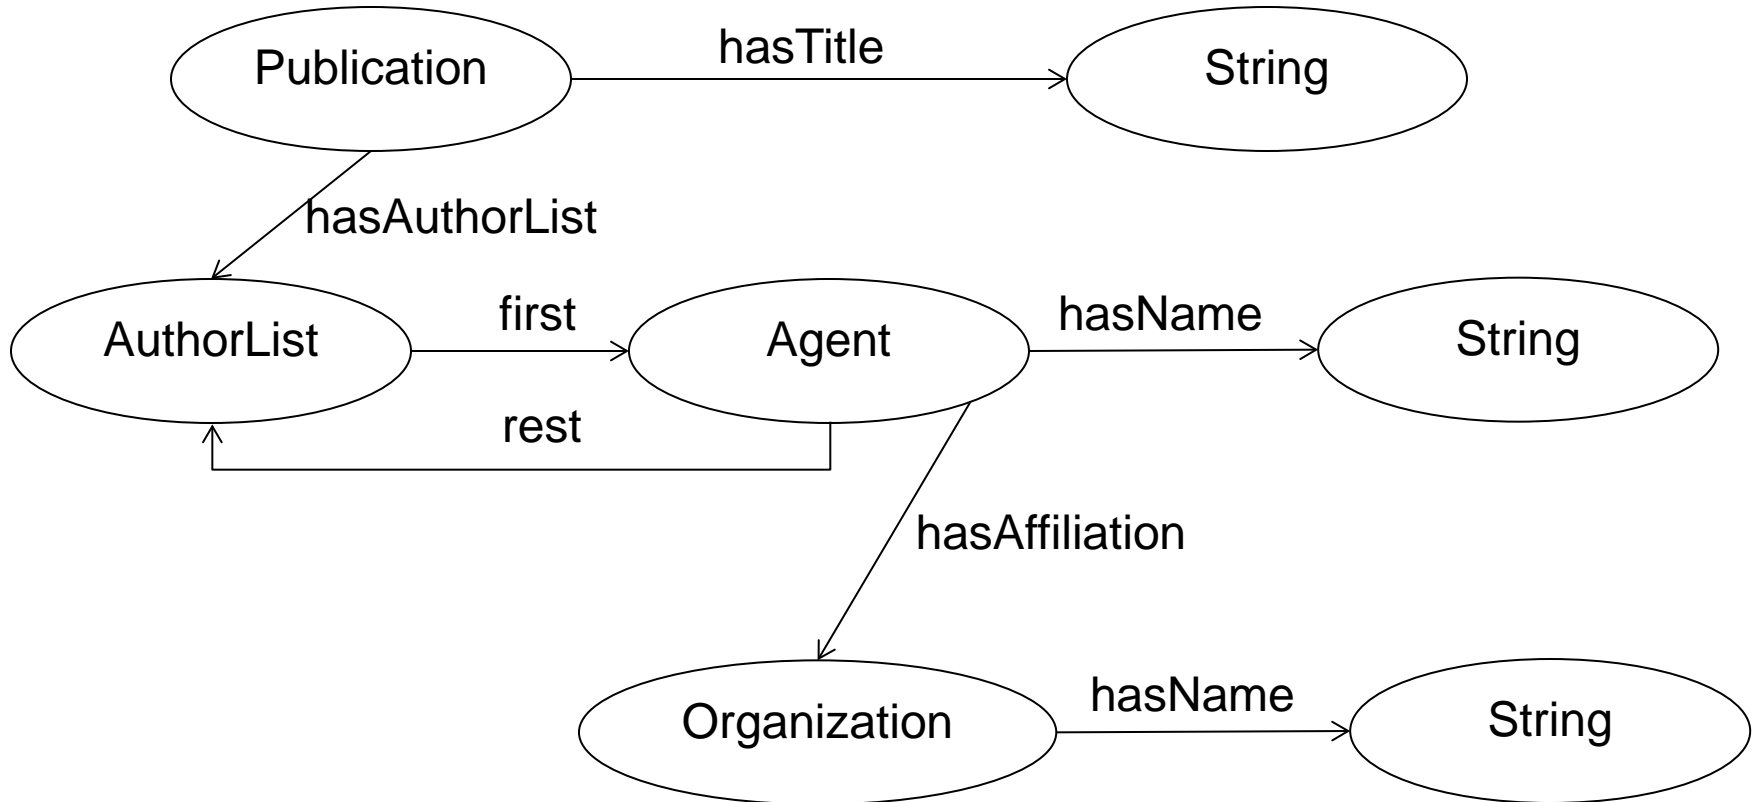 Publication
hasTitle
String
hasAuthorList
AuthorList
first
Agent
hasName
String
rest
hasAffiliation
Organization
hasName
String